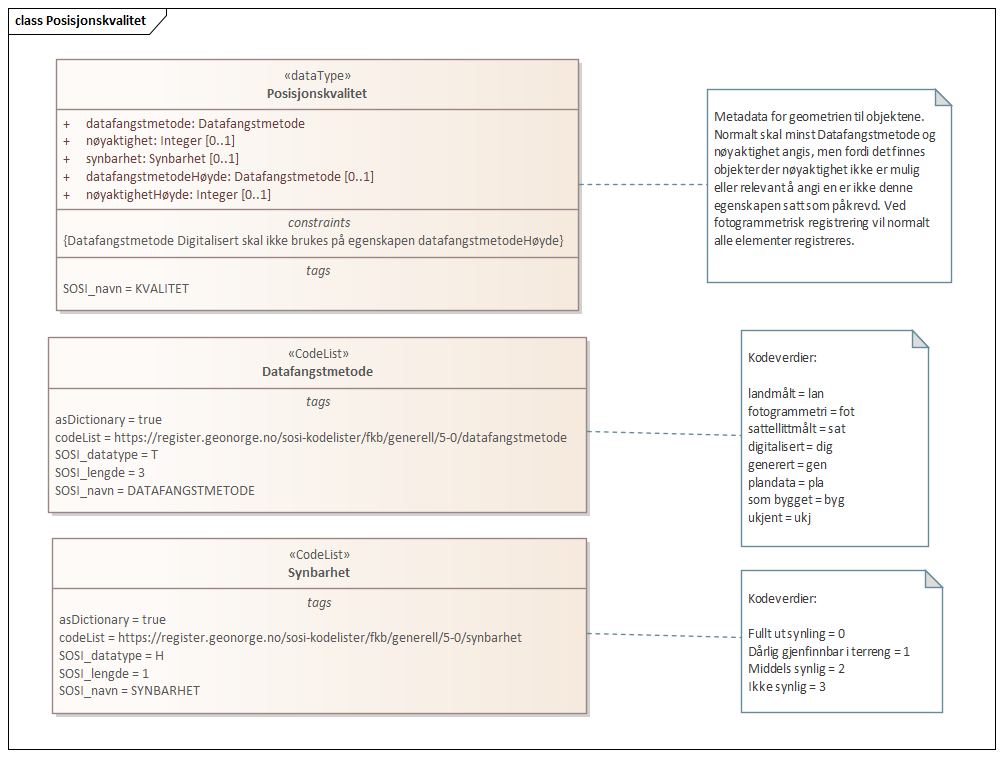 class Posisjonskvalitet
«dataType»
Posisjonskvalitet
+ datafangstmetode: Datafangstmetode
+ nøyaktighet: Integer [0..1]
+ synbarhet: Synbarhet [0..1]
+ datafangstmetodeHøyde: Datafangstmetode [0..1]
+ nøyaktighetHøyde: Integer [0..1]
constraints
{Datafangstmetode Digitalisert skal ikke brukes på egenskapen datafangstmetodeHøyde}
tags
SOSI_navn = KVALITET
Metadata for geometrien til objektene.
Normalt skal minst Datafangstmetode og
nøyaktighet angis, men fordi det finnes
objekter der nøyaktighet ikke er mulig
eller relevant å angi en er ikke denne
egenskapen satt som påkrevd. Ved
fotogrammetrisk registrering vil normalt
alle elementer registreres.
«CodeList»
Datafangstmetode
tags
asDictionary = true
codeList = https://register.geonorge.no/sosi-kodelister/fkb/generell/5-0/datafangstmetode
SOSI_datatype = T
SOSI_lengde = 3
SOSI_navn = DATAFANGSTMETODE
Kodeverdier:
landmålt = lan
fotogrammetri = fot
sattellittmålt = sat
digitalisert = dig
generert = gen
plandata = pla
som bygget = byg
ukjent = ukj
«CodeList»
Synbarhet
tags
asDictionary = true
codeList = https://register.geonorge.no/sosi-kodelister/fkb/generell/5-0/synbarhet
SOSI_datatype = H
SOSI_lengde = 1
SOSI_navn = SYNBARHET
Kodeverdier:
Fullt ut synling = 0
Dårlig gjenfinnbar i terreng = 1
Middels synlig = 2
Ikke synlig = 3